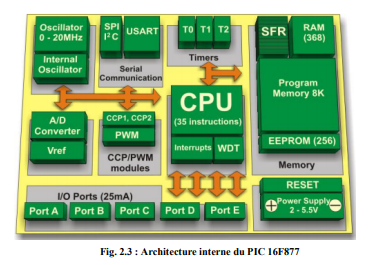 Oscillator
0 - 20MHz
Internal
Oscillator
SPI
I²C
USART
Serial
Communication
T0
T1
T2
Timers
SFR
RAM
(368)
Program
Memory 8K
EEPROM (256)
Memory
A/D
Converter
Vref
CCP1, CCP2
PWM
CCP/PWM
modules
CPU
(35 instructions)
Interrupts
WDT
I/O Ports (25mA)
Port A
Port B
Port C
Port D
Port E
RESET
+ Power Supply −
2 - 5.5V
Fig. 2.3 : Architecture interne du PIC 16F877